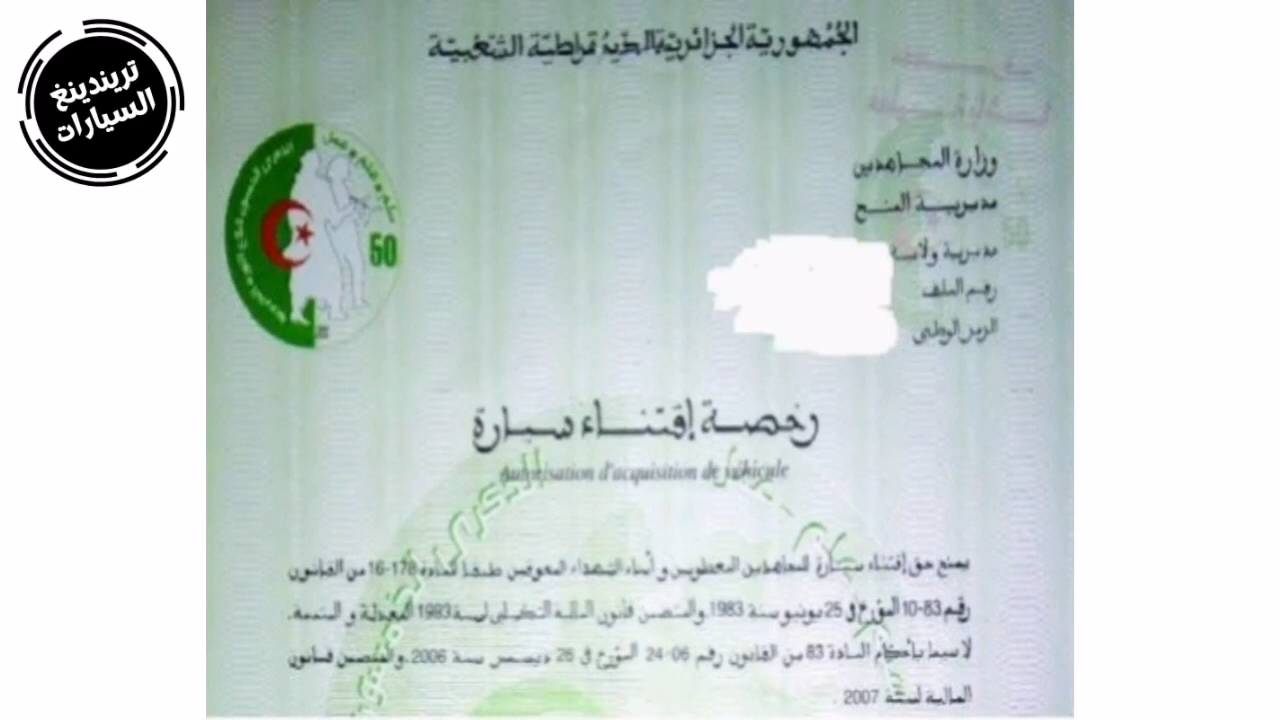 تريندينغ
السيارات
الجمهورية الجزائرية الديمقراطية الشعبية
وزارة المجاهدين
مديرية المنح
مديرية ولاية
رقم الملف
الرمز الوطني
50
رخصة إقتناء سيارة
Autorisation d'acquisition de véhicule
يمنح حق إقتناء سيارة للمجاهدين المعطوبين و أبناء الشهداء المعوقين طبقا للمادة 178-16 من القانون
رقم 83-10 المؤرخ في 25 يونيو سنة 1983 والمتضمن قانون المالية التكميلي لسنة 1983 المعدلة و المتممة.
لا سيما بأحكام المادة 83 من القانون رقم 06-24 المؤرخ في 26 ديسمبر سنة 2006 والمتضمن قانون
المالية لسنة 2007 .